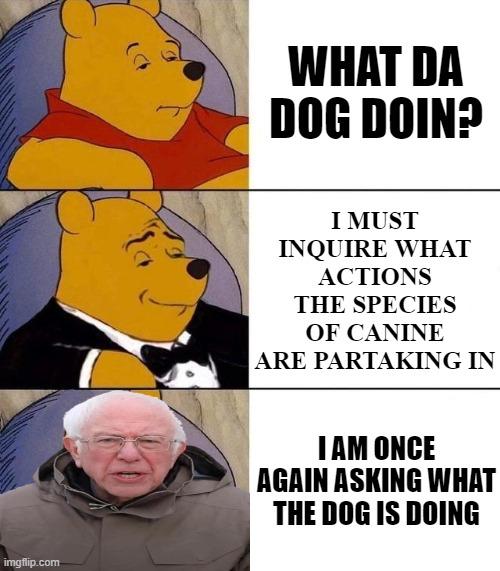 WHAT DA
DOG DOIN?
I MUST
INQUIRE WHAT
ACTIONS
THE SPECIES
OF CANINE
ARE PARTAKING IN
I AM ONCE
AGAIN ASKING WHAT
THE DOG IS DOING
imgflip.com